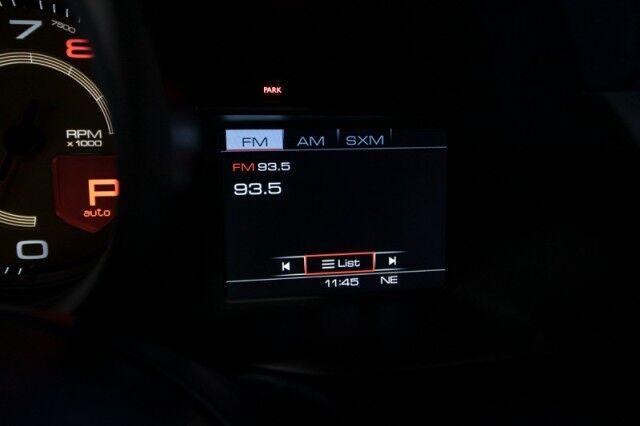 7
7500
8
RPM
x 1000
P
auto
0
PARK
FM AM SXM
FM 93.5
93.5
List
11:45 NE